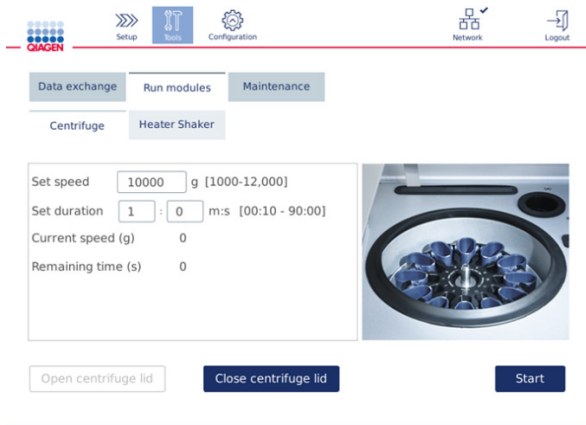 QIAGEN
Setup
Tools
Configuration
Network
Logout
Data exchange Run modules Maintenance
Centrifuge Heater Shaker
Set speed 10000 g [1000-12,000]
Set duration 1 : 0 m:s [00:10 - 90:00]
Current speed (g) 0
Remaining time (s) 0
Open centrifuge lid Close centrifuge lid Start